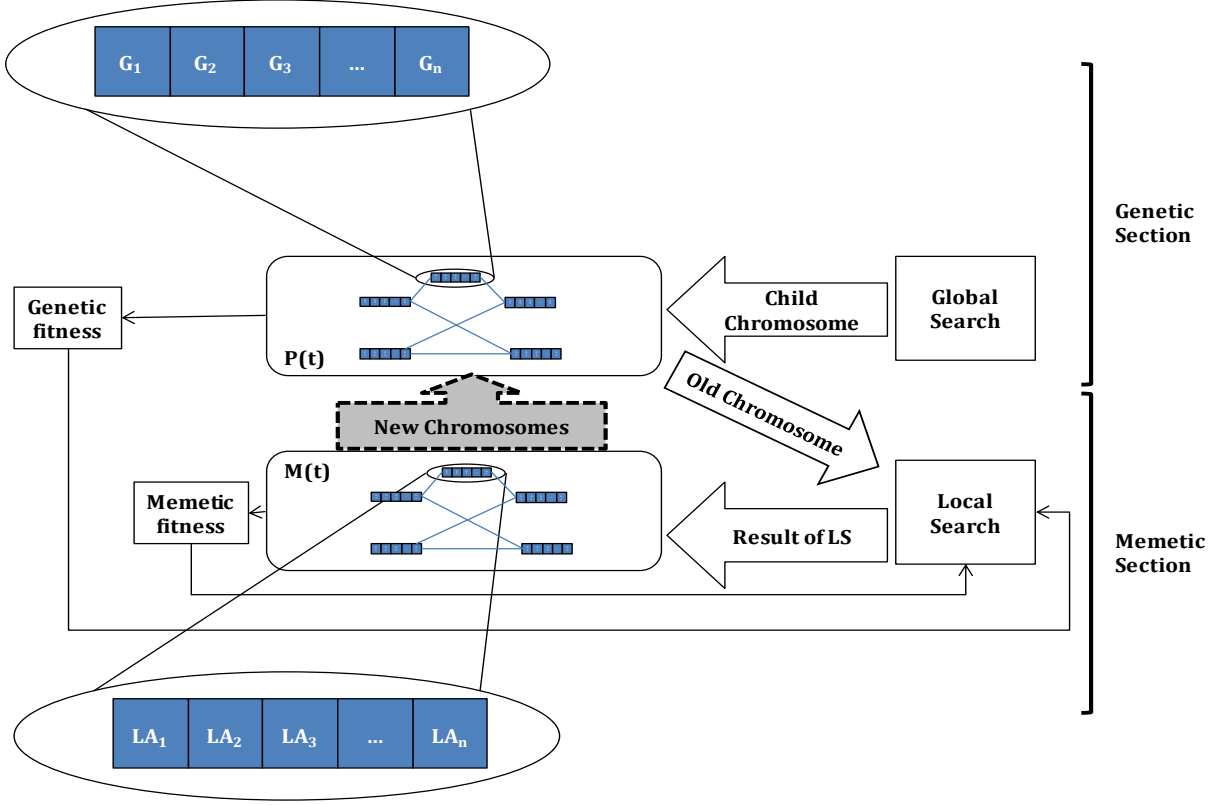 G1 G2 G3 ... Gn
Genetic
Section
Genetic
fitness
P(t)
Child
Chromosome
Global
Search
Old Chromosome
New Chromosomes
M(t)
Memetic
fitness
Result of LS
Local
Search
Memetic
Section
LA1 LA2 LA3 ... LAn